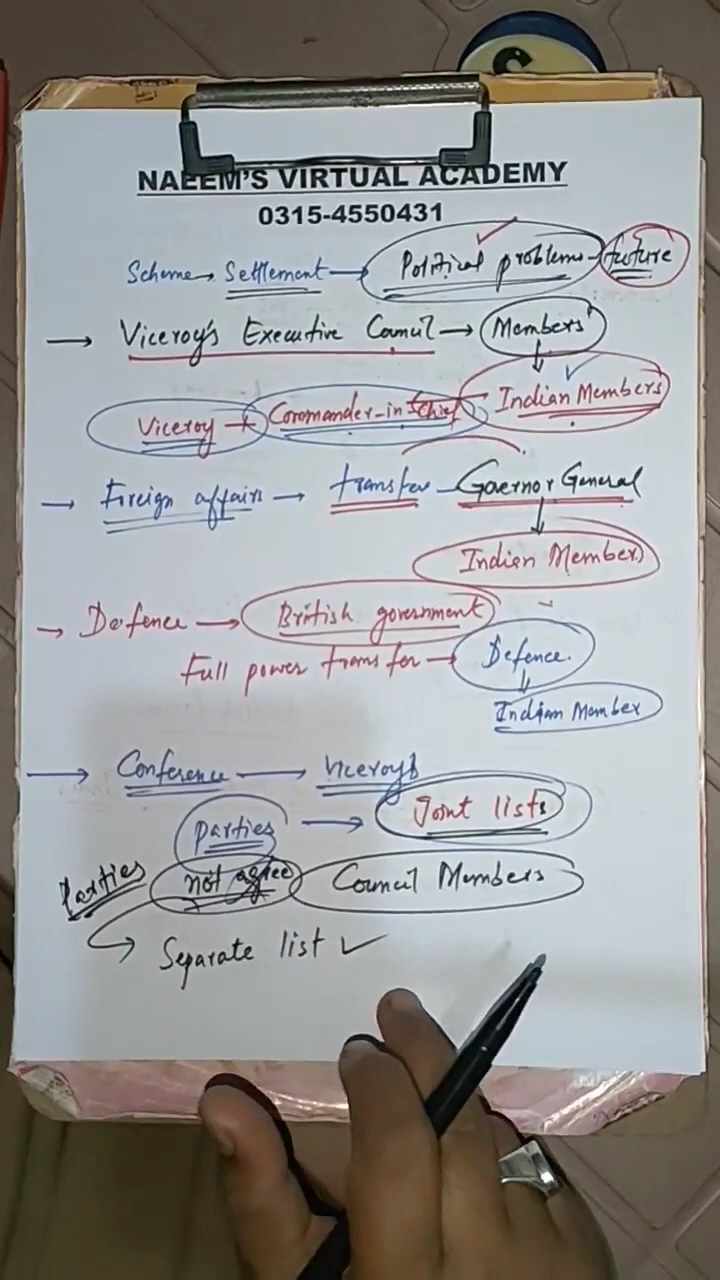 NAEEM'S VIRTUAL ACADEMY
0315-4550431
Scheme → Settlement → Political problems - future
→ Viceroy's Executive Council → Members'
Viceroy + Commander-in Chief - Indian Members
→ Foreign affairs → transfer - Governor General
Indian Member)
→ Defence → British government
Full power transfer → Defence.
Indian Member
→ Conference → Viceroy's
parties → Joint lists
Parties not agree Council Members
→ Separate list ✓